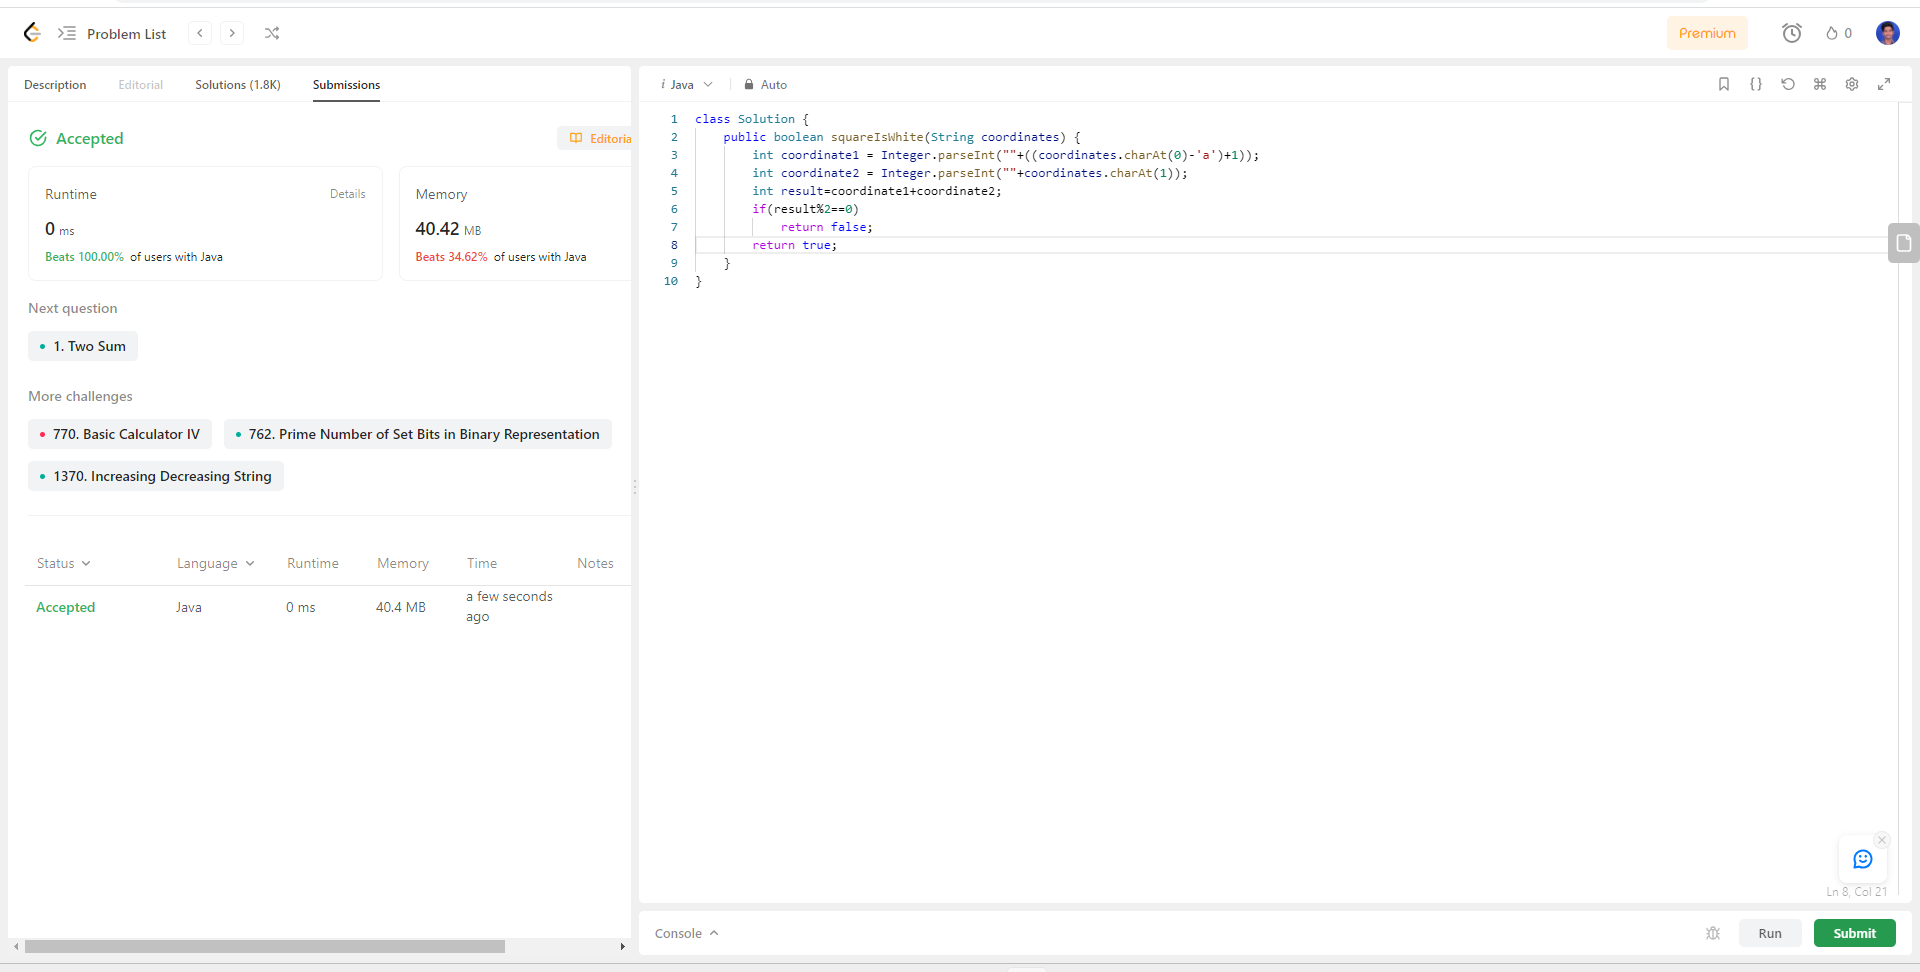 Problem List
Premium
0
Description Editorial Solutions (1.8K) Submissions
Accepted
Editoria
Runtime Details
0 ms
Beats 100.00% of users with Java
Memory
40.42 MB
Beats 34.62% of users with Java
Next question
1. Two Sum
More challenges
770. Basic Calculator IV
762. Prime Number of Set Bits in Binary Representation
1370. Increasing Decreasing String
Status Language Runtime Memory Time Notes
Accepted Java 0 ms 40.4 MB a few seconds
ago
i Java Auto
{}
1 class Solution {
2 public boolean squareIsWhite(String coordinates) {
3 int coordinate1 = Integer.parseInt(""+((coordinates.charAt(0)-'a')+1));
4 int coordinate2 = Integer.parseInt(""+coordinates.charAt(1));
5 int result=coordinate1+coordinate2;
6 if(result%2==0)
7 return false;
8 return true;
9 }
10 }
Ln 8, Col 21
Console
Run
Submit